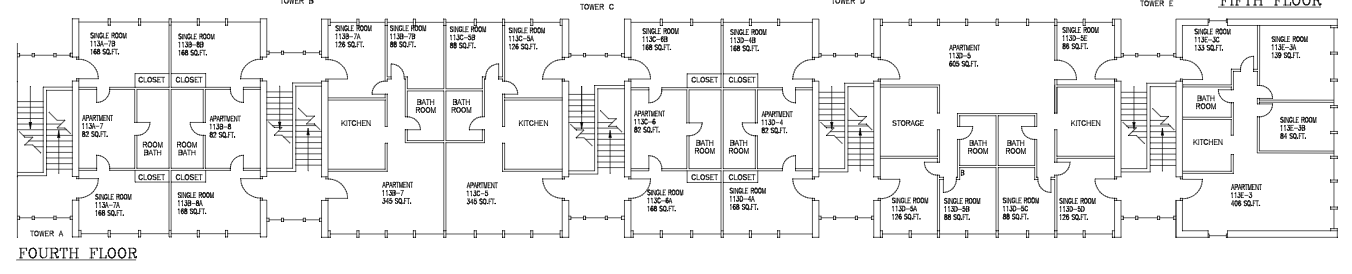 TOWER B
TOWER C
TOWER D
TOWER E
FIFTH FLOOR
SINGLE ROOM
113A-7B
168 SQ.FT.
SINGLE ROOM
113B-8B
168 SQ.FT.
CLOSET
CLOSET
APARTMENT
113A-7
82 SQ.FT.
APARTMENT
113B-8
82 SQ.FT.
ROOM
BATH
ROOM
BATH
CLOSET
CLOSET
SINGLE ROOM
113A-7A
168 SQ.FT.
SINGLE ROOM
113B-8A
168 SQ.FT.
TOWER A
SINGLE ROOM
113B-7A
126 SQ.FT.
SINGLE ROOM
113B-7B
88 SQ.FT.
SINGLE ROOM
113C-5B
88 SQ.FT.
SINGLE ROOM
113C-5A
126 SQ.FT.
KITCHEN
BATH
ROOM
BATH
ROOM
KITCHEN
APARTMENT
113B-7
345 SQ.FT.
APARTMENT
113C-5
345 SQ.FT.
SINGLE ROOM
113C-6B
168 SQ.FT.
SINGLE ROOM
113D-4B
168 SQ.FT.
CLOSET
CLOSET
APARTMENT
113C-6
82 SQ.FT.
APARTMENT
113D-4
82 SQ.FT.
BATH
ROOM
BATH
ROOM
CLOSET
CLOSET
SINGLE ROOM
113C-6A
168 SQ.FT.
SINGLE ROOM
113D-4A
168 SQ.FT.
APARTMENT
113D-5
605 SQ.FT.
SINGLE ROOM
113D-5E
86 SQ.FT.
STORAGE
BATH
ROOM
BATH
ROOM
KITCHEN
B
SINGLE ROOM
113D-5A
126 SQ.FT.
SINGLE ROOM
113D-5B
88 SQ.FT.
SINGLE ROOM
113D-5C
88 SQ.FT.
SINGLE ROOM
113D-5D
126 SQ.FT.
SINGLE ROOM
113E-3C
133 SQ.FT.
SINGLE ROOM
113E-3A
139 SQ.FT.
BATH
ROOM
KITCHEN
SINGLE ROOM
113E-3B
84 SQ.FT.
APARTMENT
113E-3
406 SQ.FT.
FOURTH FLOOR